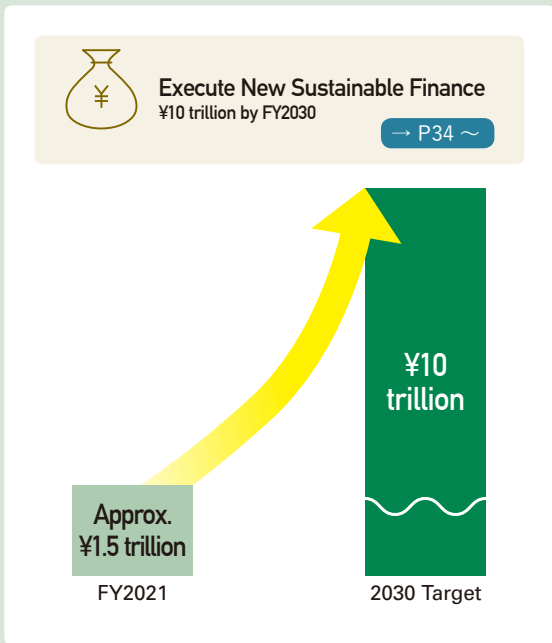 ¥
Execute New Sustainable Finance
¥10 trillion by FY2030
→ P34 ～
¥10
trillion
Approx.
¥1.5 trillion
FY2021
2030 Target